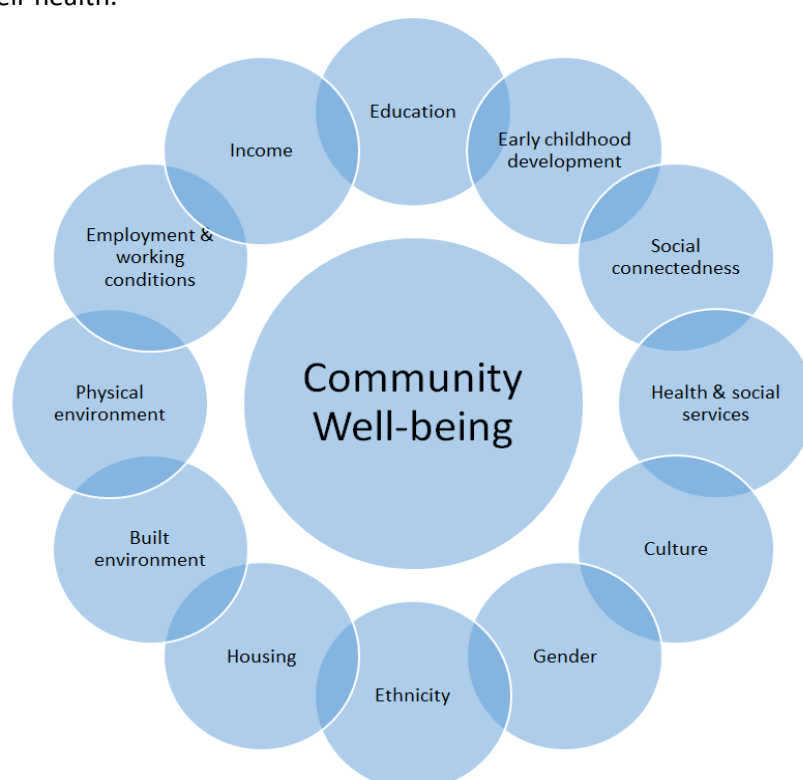 health.
Education
Early childhood
development
Social
connectedness
Health & social
services
Culture
Gender
Ethnicity
Housing
Built
environment
Physical
environment
Employment &
working
conditions
Income
Community
Well-being